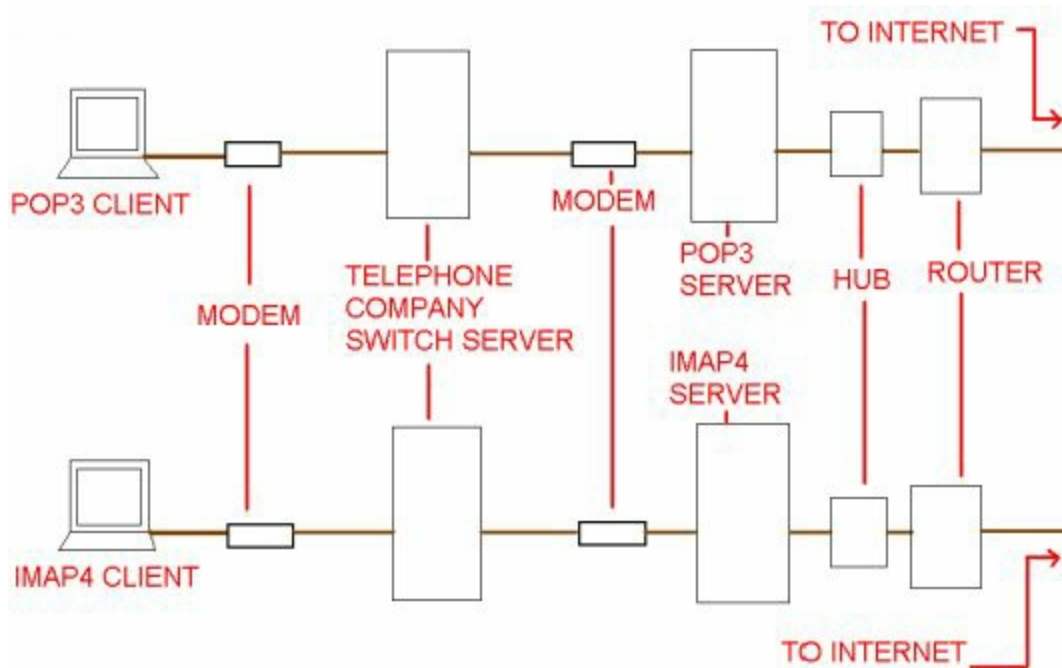 TO INTERNET
POP3 CLIENT
MODEM
POP3
SERVER
MODEM
TELEPHONE
COMPANY
SWITCH SERVER
HUB
ROUTER
IMAP4
SERVER
IMAP4 CLIENT
TO INTERNET